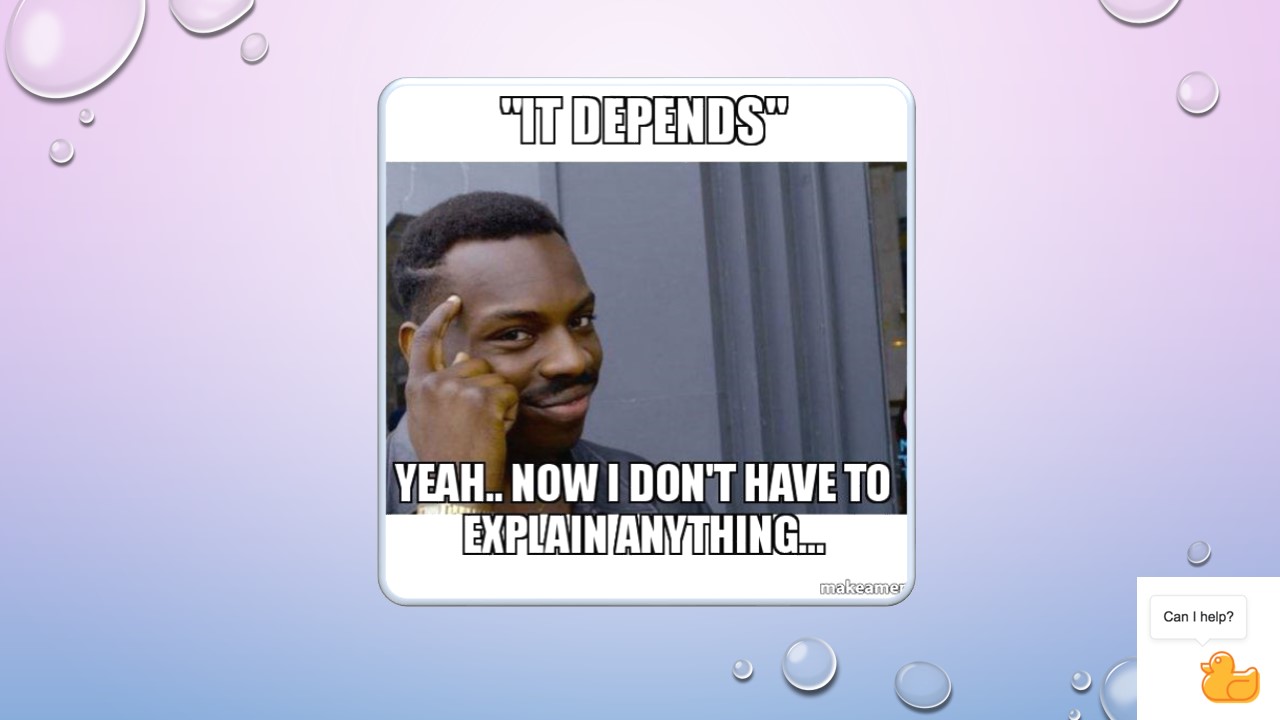 "IT DEPENDS"
YEAH.. NOW I DON'T HAVE TO
EXPLAIN ANYTHING...
makeamem
Can I help?